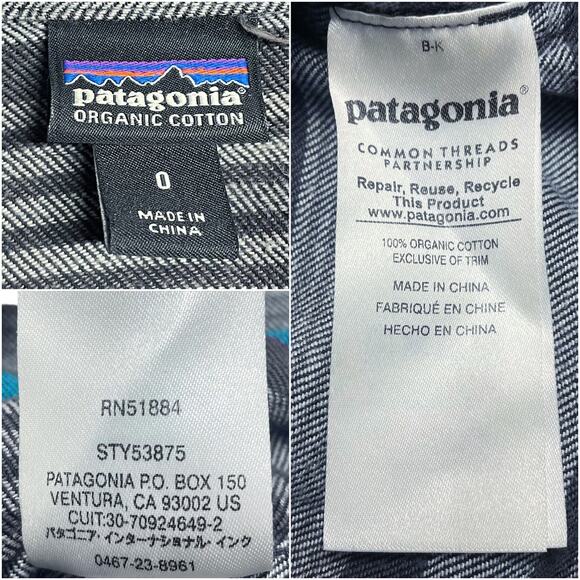 patagonia®
ORGANIC COTTON
0
MADE IN
CHINA
B-K
patagonia®
COMMON THREADS
PARTNERSHIP
Repair, Reuse, Recycle
This Product
www.patagonia.com
100% ORGANIC COTTON
EXCLUSIVE OF TRIM
MADE IN CHINA
FABRIQUÉ EN CHINE
HECHO EN CHINA
RN51884
STY53875
PATAGONIA P.O. BOX 150
VENTURA, CA 93002 US
CUIT:30-70924649-2
パタゴニア・インターナショナル・インク
0467-23-8961